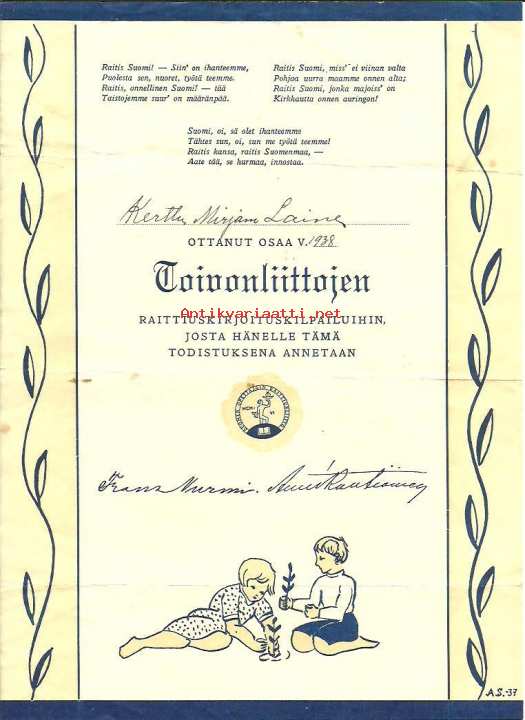 Raitis Suomi! — Siin' on ihanteemme,
Puolesta sen, nuoret, työtä teemme.
Raitis, onnellinen Suomi! — tää
Taistojemme suur' on määränpää.
Raitis Suomi, miss' ei viinan valta
Pohjaa uurra maamme onnen alta;
Raitis Suomi, jonka majoiss' on
Kirkkautta onnen auringon!
Suomi, oi, sä olet ihanteemme
Tähtes sun, oi, sun me työtä teemme!
Raitis kansa, raitis Suomenmaa, —
Aate tää, se hurmaa, innostaa.
Kerttu Mirjam Laine
OTTANUT OSAA V. 1938
Toivonliittojen
Antikvariaatti.net
RAITTIUSKIRJOITUSKILPAILUIHIN,
JOSTA HÄNELLE TÄMÄ
TODISTUKSENA ANNETAAN
Frans Nurmi.
A.S.-37